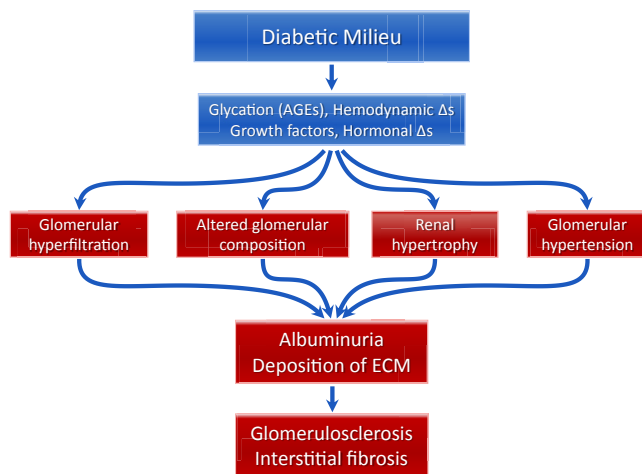 Diabetic Milieu
Glycation (AGEs), Hemodynamic Δs
Growth factors, Hormonal Δs
Glomerular
hyperfiltration
Altered glomerular
composition
Renal
hypertrophy
Glomerular
hypertension
Albuminuria
Deposition of ECM
Glomerulosclerosis
Interstitial fibrosis